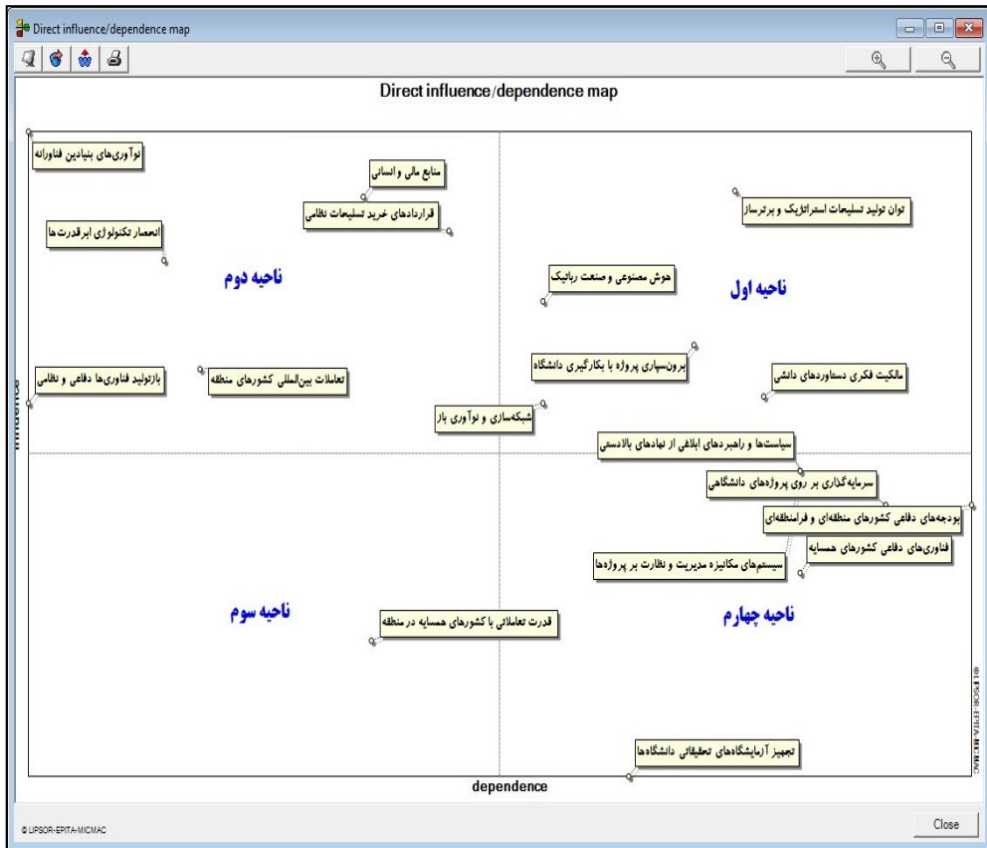 Direct influence/dependence map
Direct influence/dependence map
نوآوری‌های بنیادین فناورانه
منابع مالی و انسانی
قراردادهای خرید تسلیحات نظامی
توان تولید تسلیحات استراتژیک و برترساز
انحصار تکنولوژی ابرقدرت‌ها
ناحیه دوم
هوش مصنوعی و صنعت رباتیک
ناحیه اول
برون‌سپاری پروژه با بکارگیری دانشگاه
بازتولید فناوری‌ها دفاعی و نظامی
تعاملات بین‌المللی کشورهای منطقه
مالکیت فکری دستاوردهای دانشی
influence
شبکه‌سازی و نوآوری باز
سیاست‌ها و راهبردهای ابلاغی از نهادهای بالادستی
سرمایه‌گذاری بر روی پروژه‌های دانشگاهی
بودجه‌های دفاعی کشورهای منطقه‌ای و فرامنطقه‌ای
فناوری‌های دفاعی کشورهای همسایه
سیستم‌های مکانیزه مدیریت و نظارت بر پروژه‌ها
ناحیه سوم
ناحیه چهارم
قدرت تعاملاتی با کشورهای همسایه در منطقه
تجهیز آزمایشگاه‌های تحقیقاتی دانشگاه‌ها
© LIPSOR-EPITA-MICMAC
dependence
© LIPSOR-EPITA-MICMAC
Close